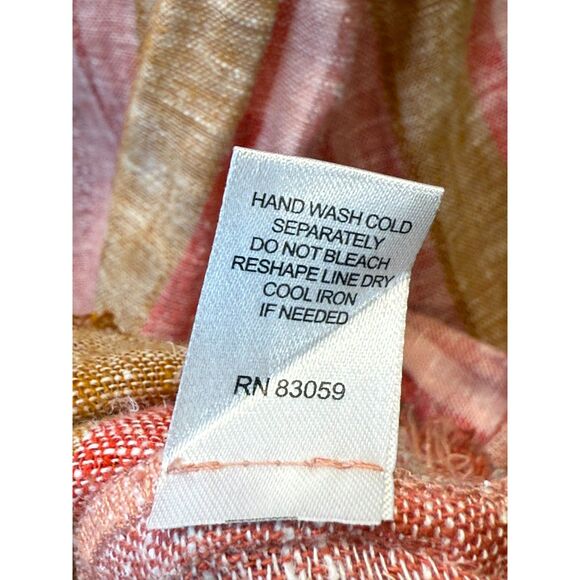 HAND WASH COLD
SEPARATELY
DO NOT BLEACH
RESHAPE LINE DRY
COOL IRON
IF NEEDED
RN 83059